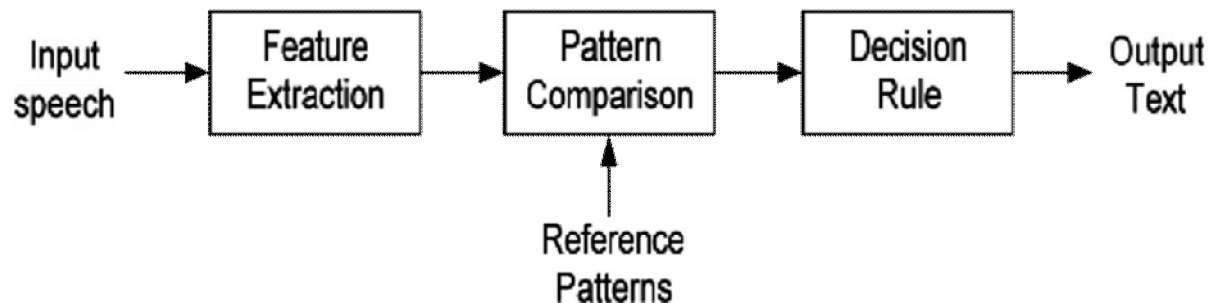 Input
speech
Feature
Extraction
Pattern
Comparison
Decision
Rule
Output
Text
Reference
Patterns